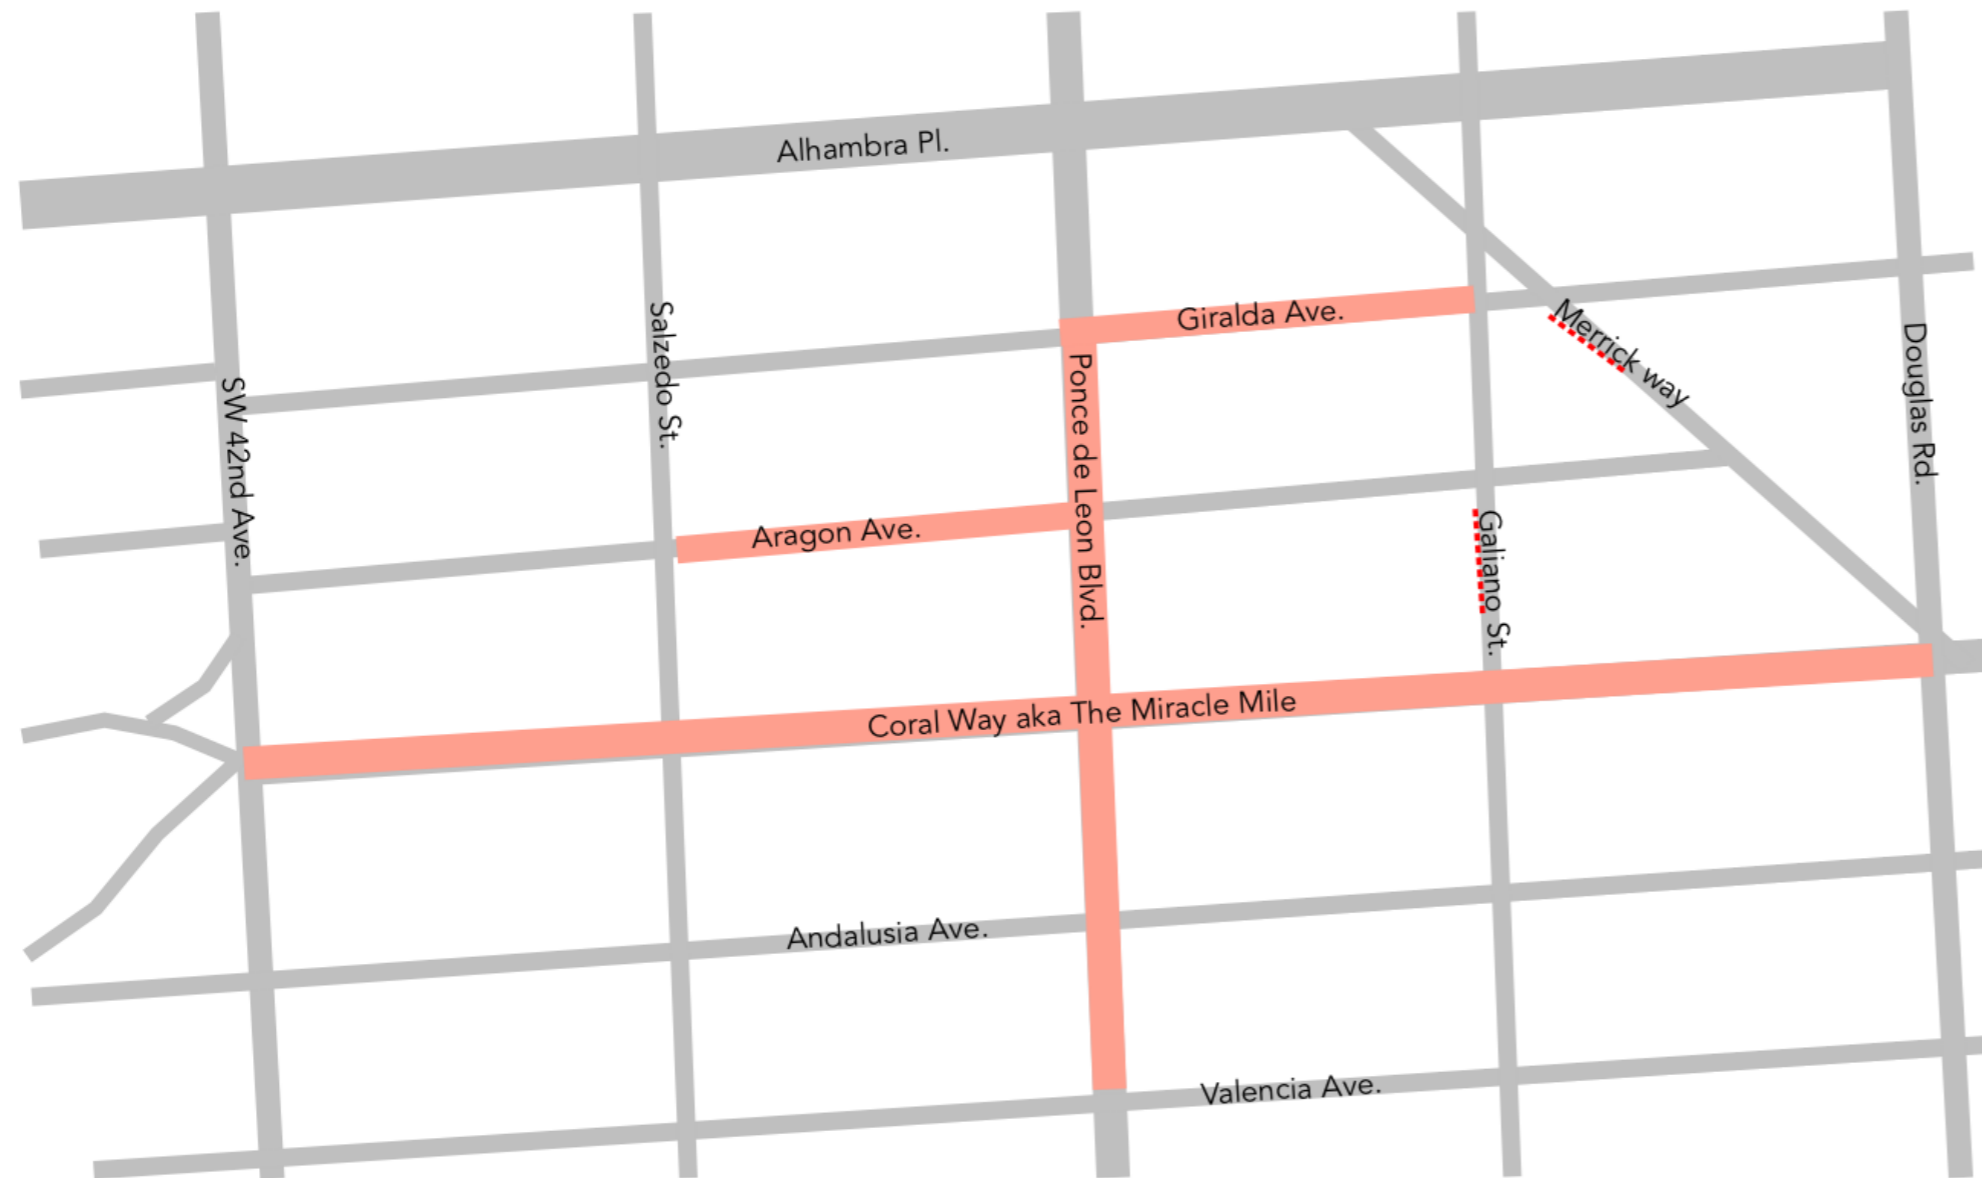 Alhambra Pl.
Giralda Ave.
Merrick way
Salzedo St.
Douglas Rd.
Ponce de Leon Blvd.
SW 42nd Ave.
Aragon Ave.
Galiano St.
Coral Way aka The Miracle Mile
Andalusia Ave.
Valencia Ave.